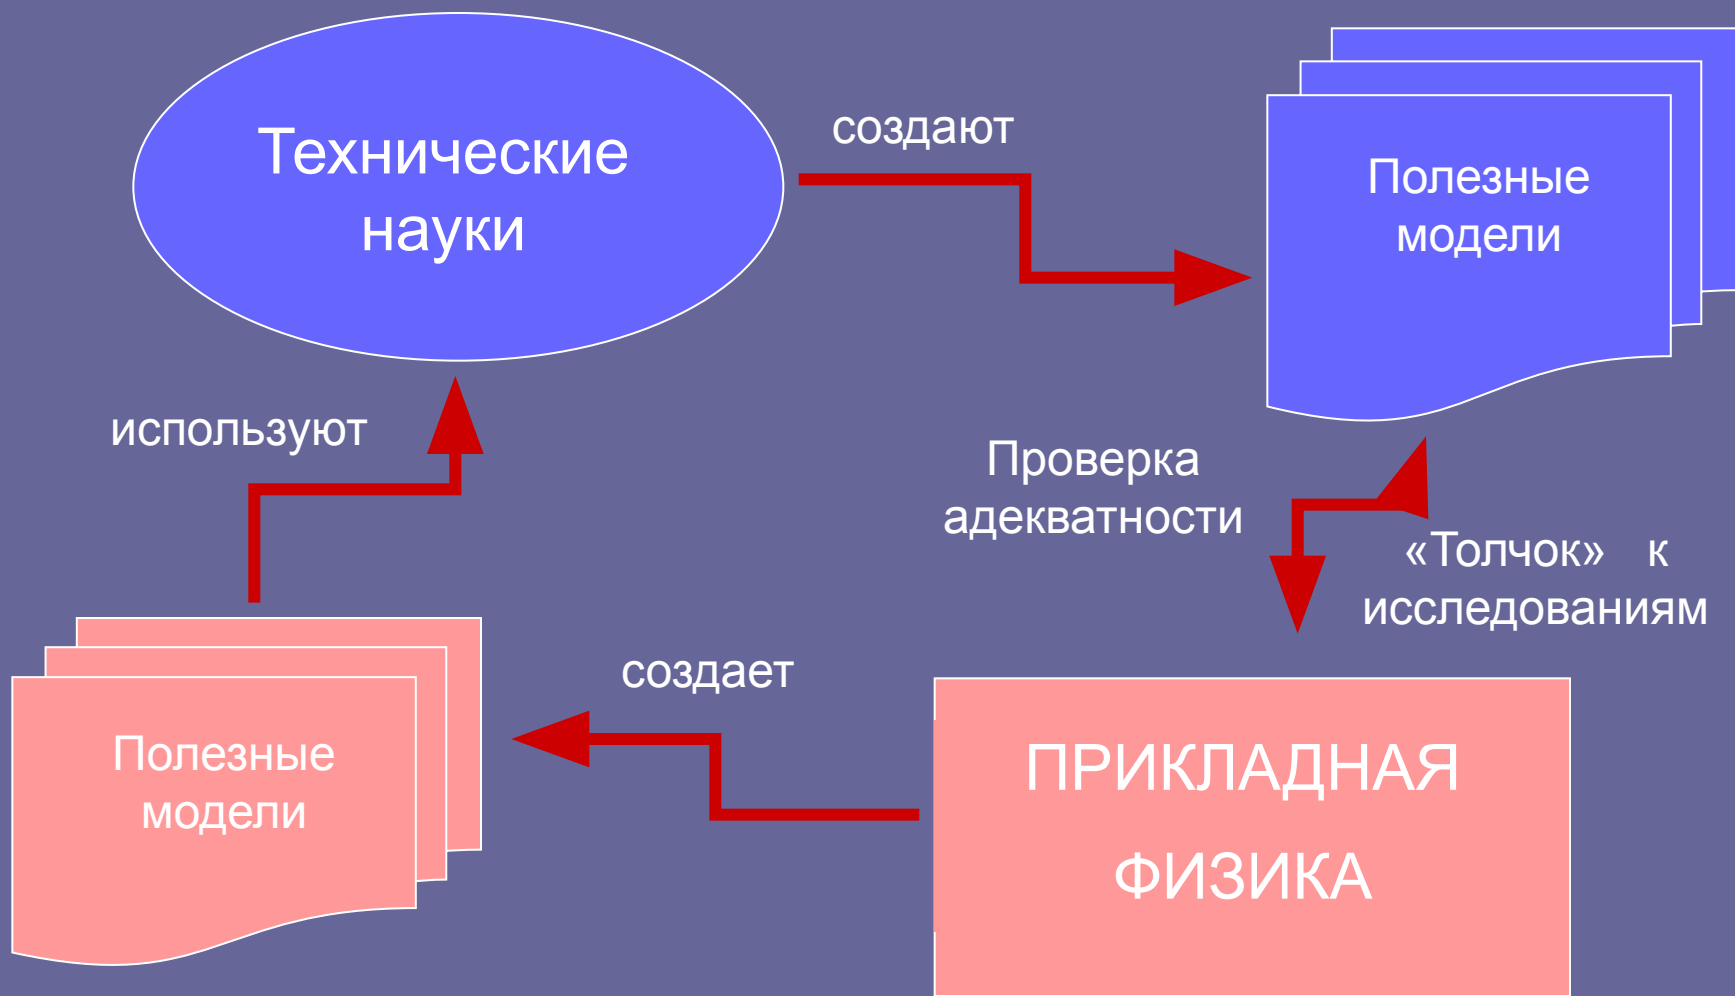 Технические
науки
создают
Полезные
модели
используют
Проверка
адекватности
«Толчок» к
исследованиям
создает
Полезные
модели
ПРИКЛАДНАЯ
ФИЗИКА